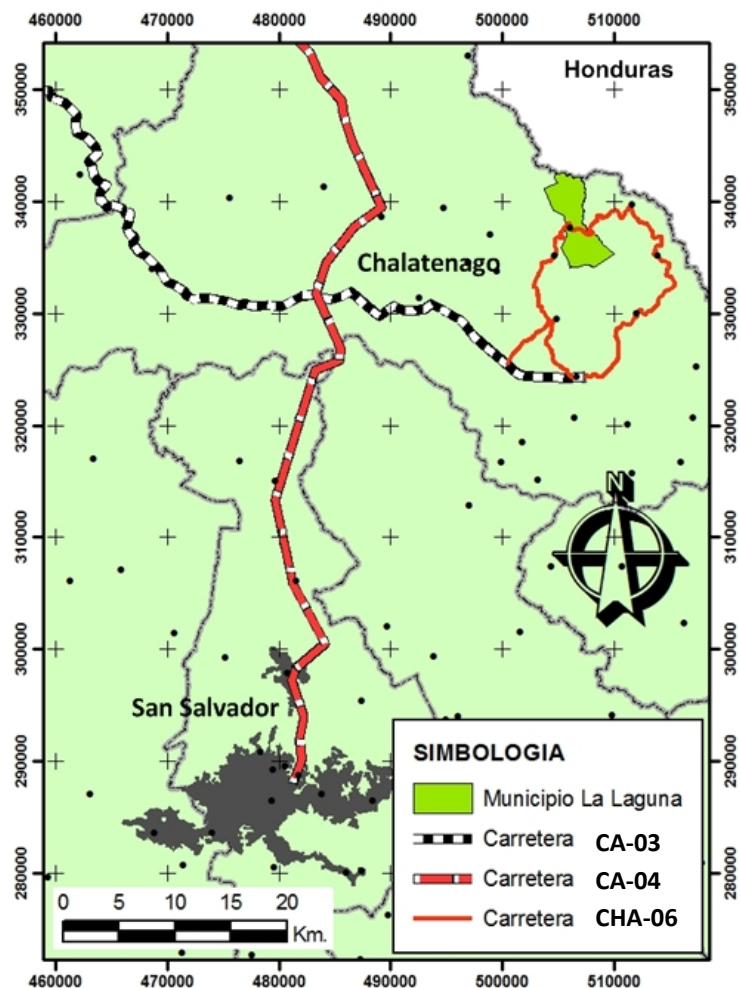 460000 470000 480000 490000 500000 510000
350000 350000
340000 340000
330000 330000
320000 320000
310000 310000
300000 300000
290000 290000
280000 280000
Honduras
Chalatenago
N
San Salvador
SIMBOLOGIA
Municipio La Laguna
Carretera CA-03
Carretera CA-04
Carretera CHA-06
0 5 10 15 20
Km.
460000 470000 480000 490000 500000 510000